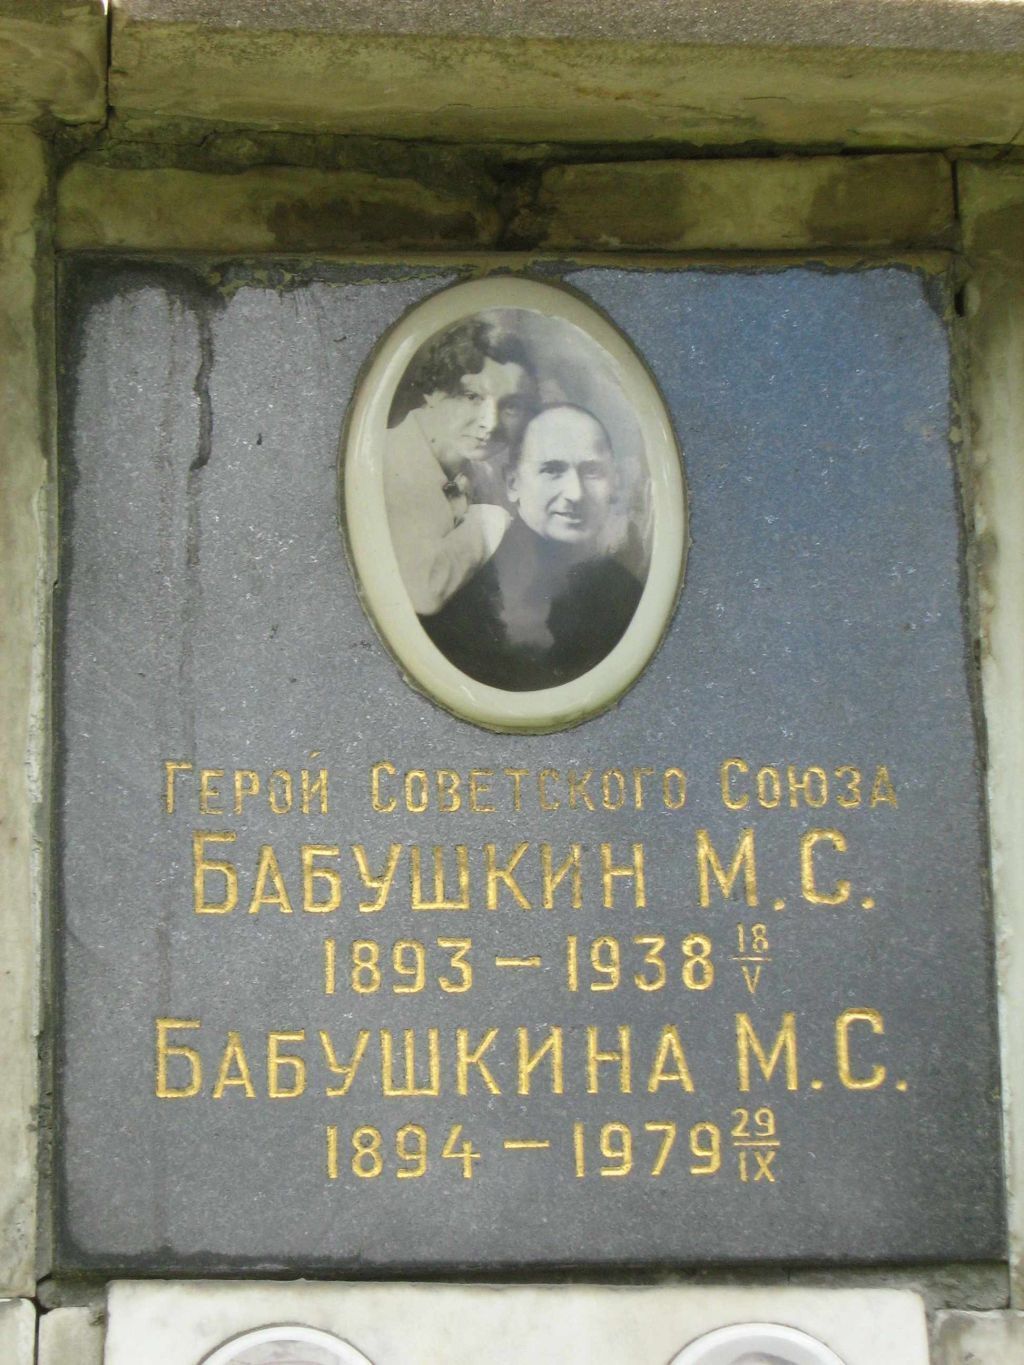 Герой Советского Союза
Бабушкин М.С.
1893 – 1938 18/V
Бабушкина М.С.
1894 – 1979 29/IX